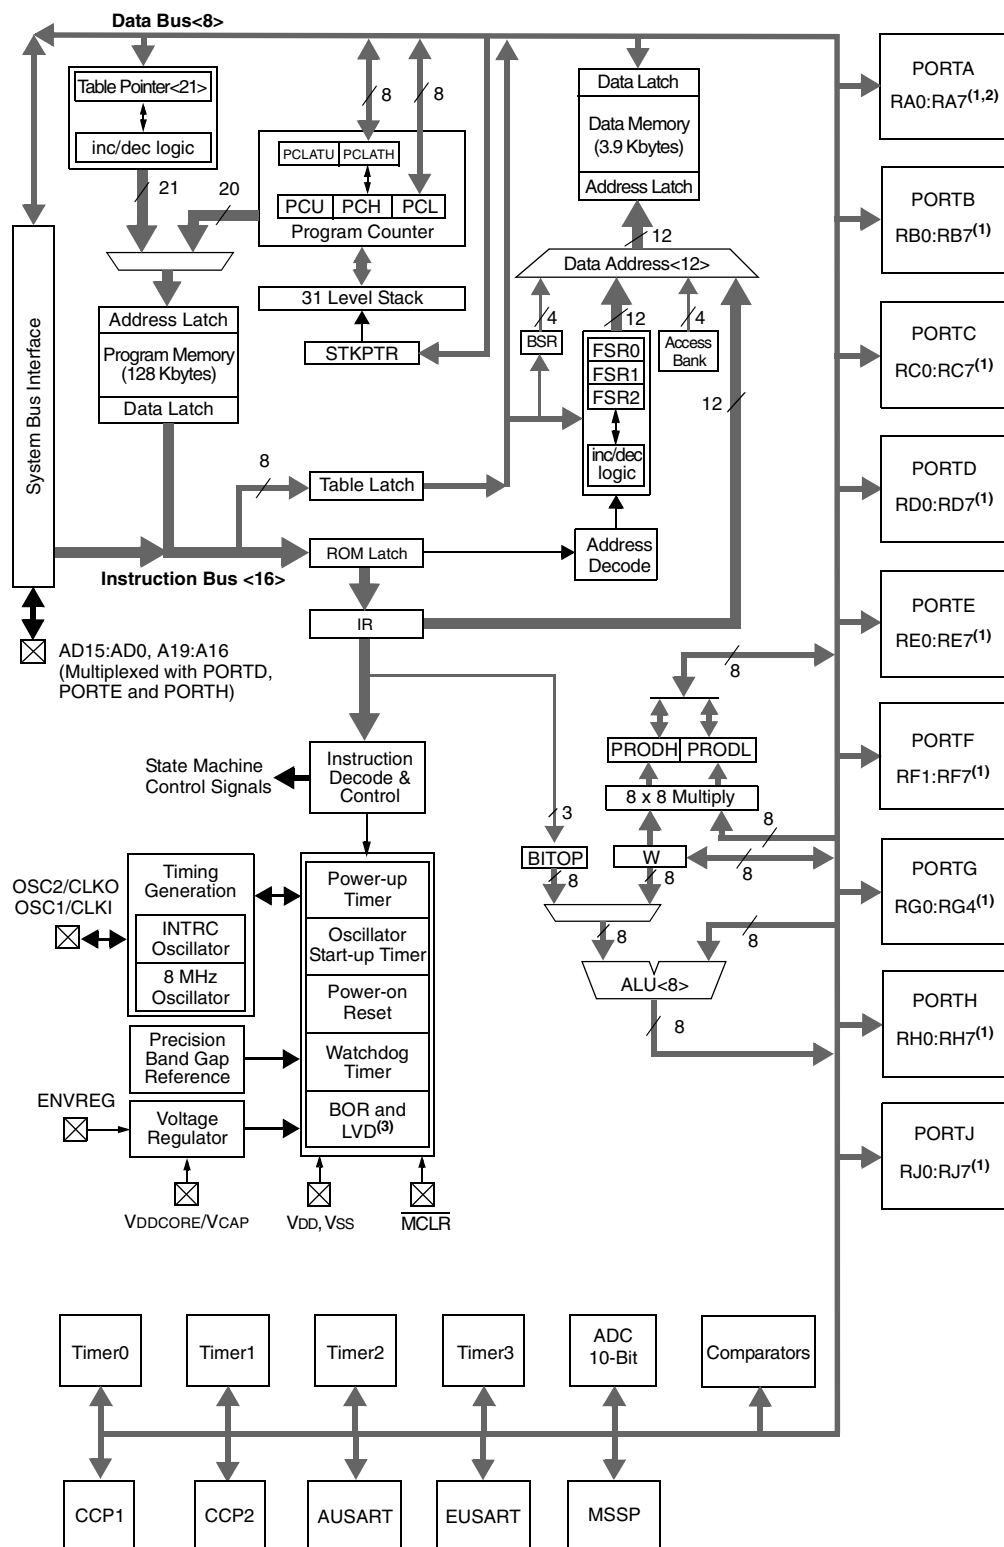 Data Bus<8>
Table Pointer<21>
inc/dec logic
21
20
8
8
PCLATU
PCLATH
PCU
PCH
PCL
Program Counter
31 Level Stack
STKPTR
Data Latch
Data Memory
(3.9 Kbytes)
Address Latch
12
Data Address<12>
4
12
4
BSR
FSR0
FSR1
FSR2
inc/dec
logic
Access
Bank
12
System Bus Interface
Address Latch
Program Memory
(128 Kbytes)
Data Latch
8
Table Latch
ROM Latch
Instruction Bus <16>
IR
Address
Decode
AD15:AD0, A19:A16
(Multiplexed with PORTD,
PORTE and PORTH)
8
PRODH
PRODL
8 x 8 Multiply
State Machine
Control Signals
Instruction
Decode &
Control
3
8
BITOP
W
8
8
8
8
8
ALU<8>
8
OSC2/CLKO
OSC1/CLKI
Timing
Generation
INTRC
Oscillator
8 MHz
Oscillator
Power-up
Timer
Oscillator
Start-up Timer
Power-on
Reset
Watchdog
Timer
BOR and
LVD(3)
Precision
Band Gap
Reference
ENVREG
Voltage
Regulator
VDDCORE/VCAP
VDD, VSS
MCLR
PORTA
RA0:RA7(1,2)
PORTB
RB0:RB7(1)
PORTC
RC0:RC7(1)
PORTD
RD0:RD7(1)
PORTE
RE0:RE7(1)
PORTF
RF1:RF7(1)
PORTG
RG0:RG4(1)
PORTH
RH0:RH7(1)
PORTJ
RJ0:RJ7(1)
Timer0
Timer1
Timer2
Timer3
ADC
10-Bit
Comparators
CCP1
CCP2
AUSART
EUSART
MSSP